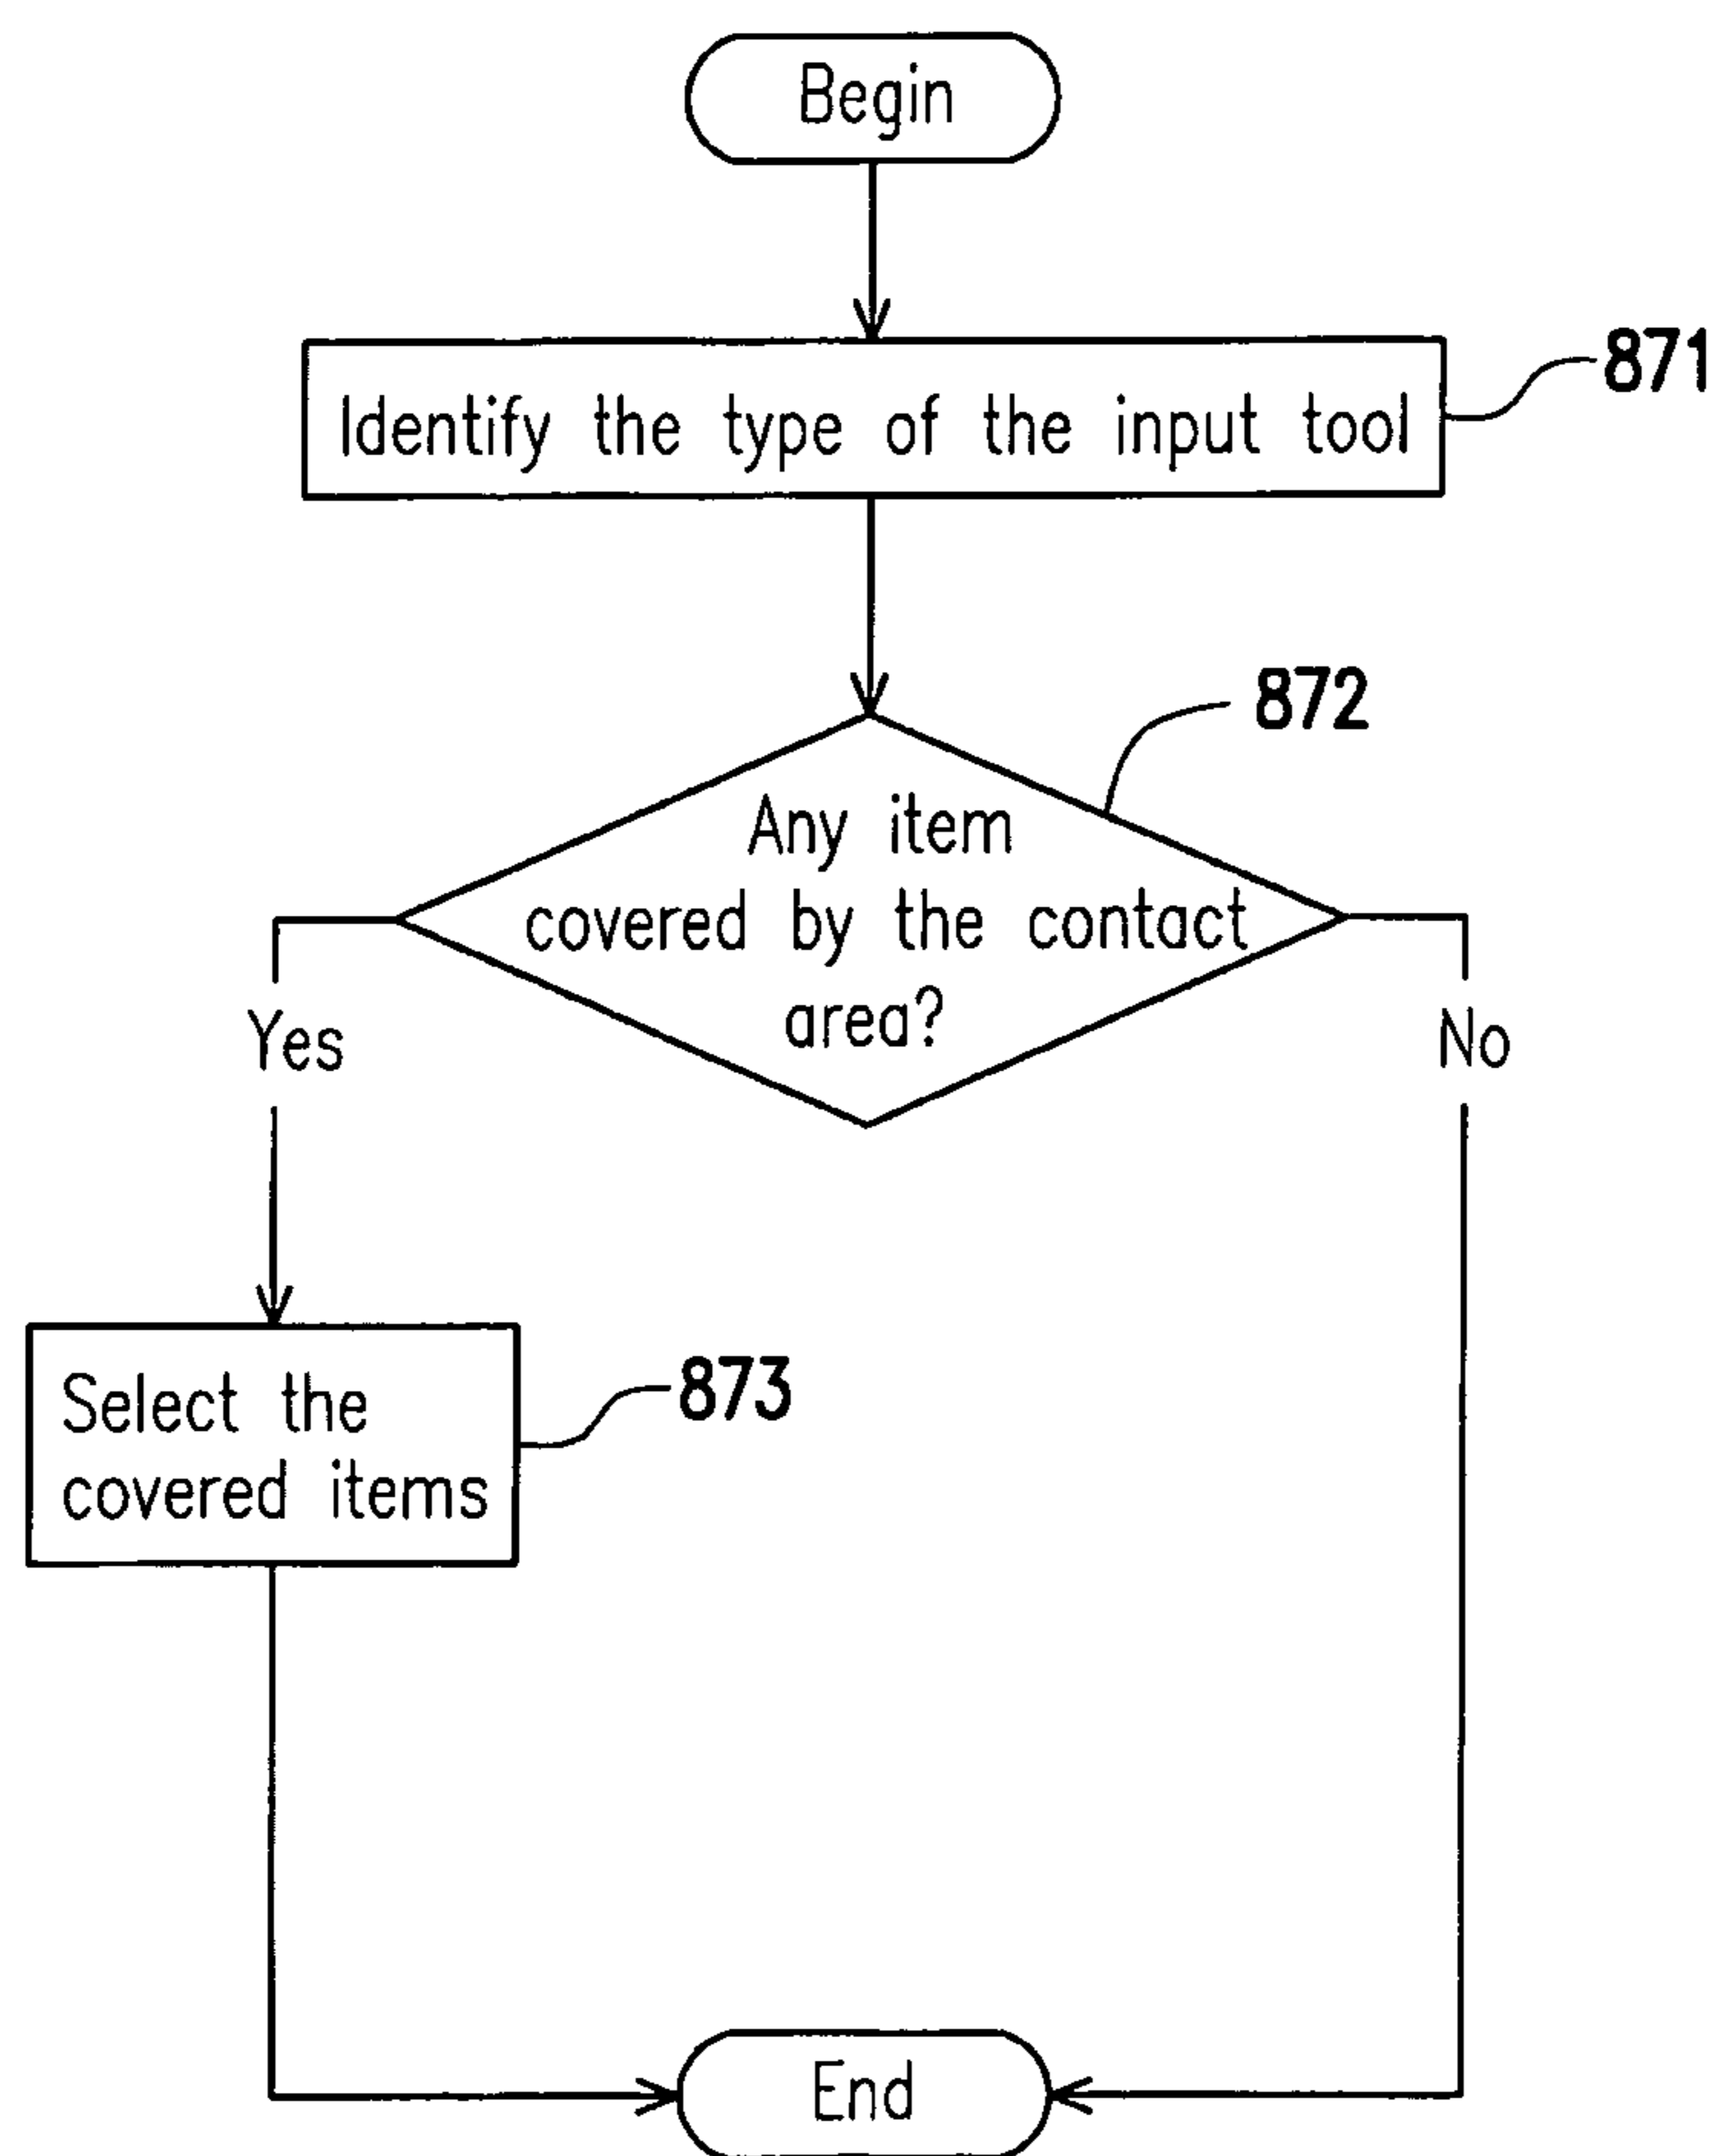 Begin
Identify the type of the input tool
871
872
Any item
covered by the contact
area?
Yes
No
Select the
covered items
873
End